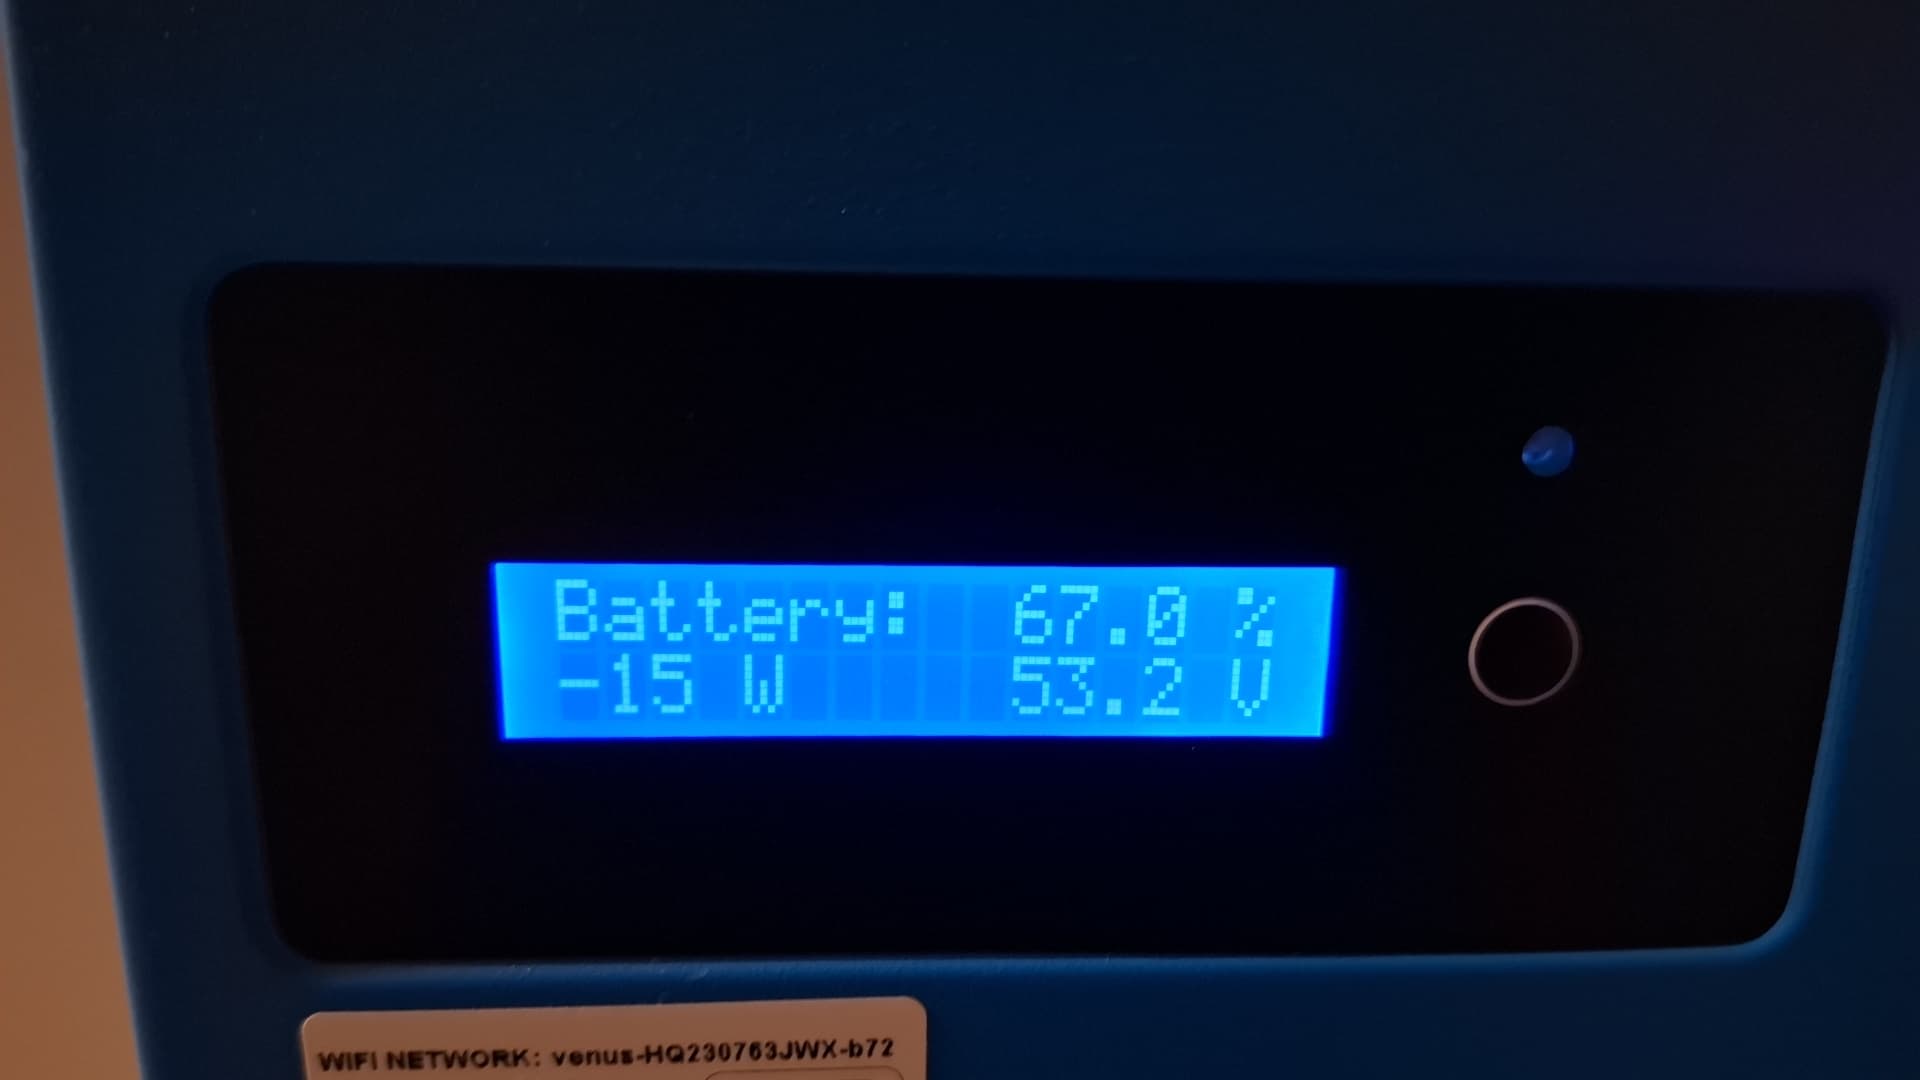 Battery: 67.0 %
-15 W 53.2 V
WIFI NETWORK: venus-HQ230763JWX-b72